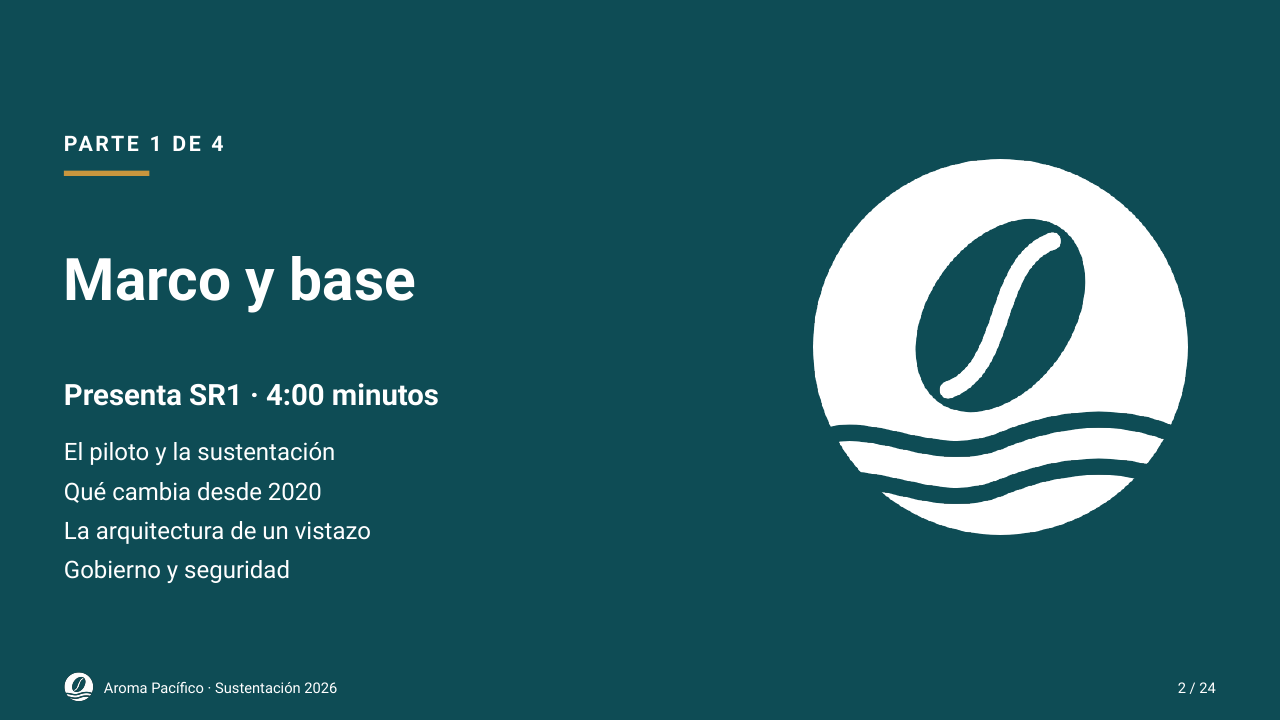 PARTE 1 DE 4
Marco y base
Presenta SR1 · 4:00 minutos
El piloto y la sustentación
Qué cambia desde 2020
La arquitectura de un vistazo
Gobierno y seguridad
Aroma Pacífico · Sustentación 2026
2 / 24